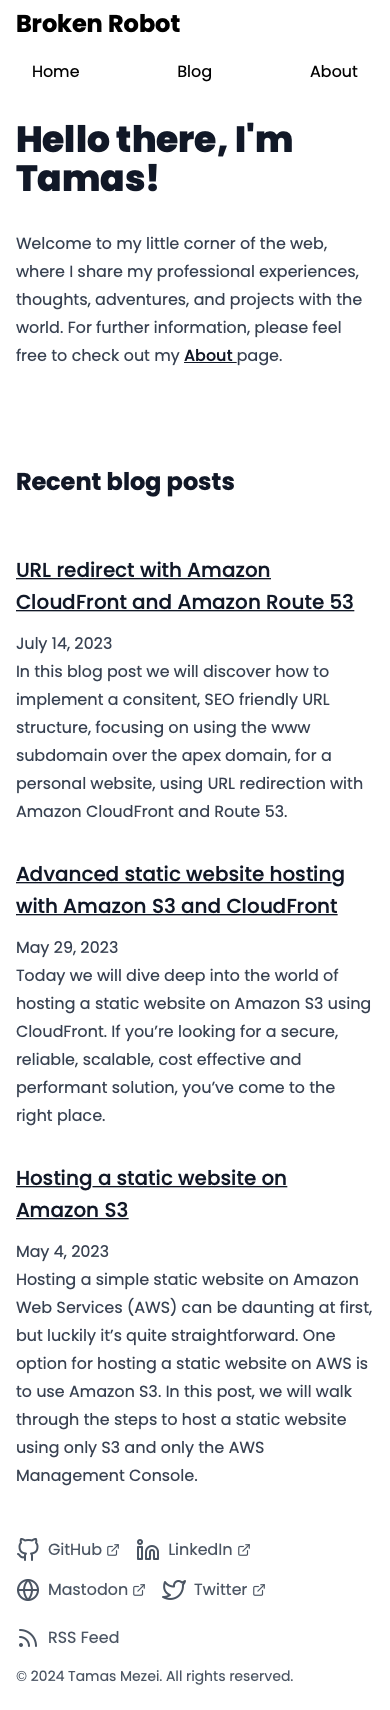 Broken Robot
Home Blog About
Hello there, I'm
Tamas!
Welcome to my little corner of the web,
where I share my professional experiences,
thoughts, adventures, and projects with the
world. For further information, please feel
free to check out my About page.
Recent blog posts
URL redirect with Amazon
CloudFront and Amazon Route 53
July 14, 2023
In this blog post we will discover how to
implement a consitent, SEO friendly URL
structure, focusing on using the www
subdomain over the apex domain, for a
personal website, using URL redirection with
Amazon CloudFront and Route 53.
Advanced static website hosting
with Amazon S3 and CloudFront
May 29, 2023
Today we will dive deep into the world of
hosting a static website on Amazon S3 using
CloudFront. If you’re looking for a secure,
reliable, scalable, cost effective and
performant solution, you’ve come to the
right place.
Hosting a static website on
Amazon S3
May 4, 2023
Hosting a simple static website on Amazon
Web Services (AWS) can be daunting at first,
but luckily it’s quite straightforward. One
option for hosting a static website on AWS is
to use Amazon S3. In this post, we will walk
through the steps to host a static website
using only S3 and only the AWS
Management Console.
GitHub LinkedIn
Mastodon Twitter
RSS Feed
© 2024 Tamas Mezei. All rights reserved.